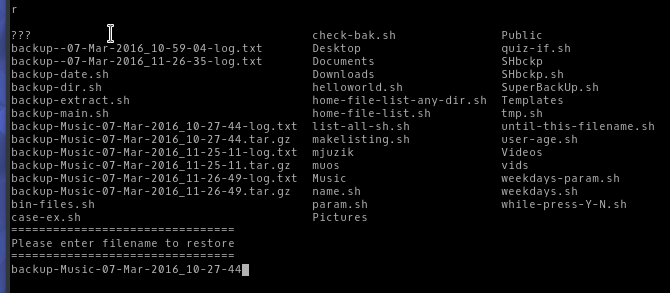 r
??? check-bak.sh Public
backup--07-Mar-2016_10-59-04-log.txt Desktop quiz-if.sh
backup--07-Mar-2016_11-26-35-log.txt Documents SHbckp
backup-date.sh Downloads SHbckp.sh
backup-dir.sh helloworld.sh SuperBackUp.sh
backup-extract.sh home-file-list-any-dir.sh Templates
backup-main.sh home-file-list.sh tmp.sh
backup-Music-07-Mar-2016_10-27-44-log.txt list-all-sh.sh until-this-filename.sh
backup-Music-07-Mar-2016_10-27-44.tar.gz makelisting.sh user-age.sh
backup-Music-07-Mar-2016_11-25-11-log.txt mjuzik Videos
backup-Music-07-Mar-2016_11-25-11.tar.gz muos vids
backup-Music-07-Mar-2016_11-26-49-log.txt Music weekdays-param.sh
backup-Music-07-Mar-2016_11-26-49.tar.gz name.sh weekdays.sh
bin-files.sh param.sh while-press-Y-N.sh
case-ex.sh Pictures
=================================
Please enter filename to restore
=================================
backup-Music-07-Mar-2016_10-27-44